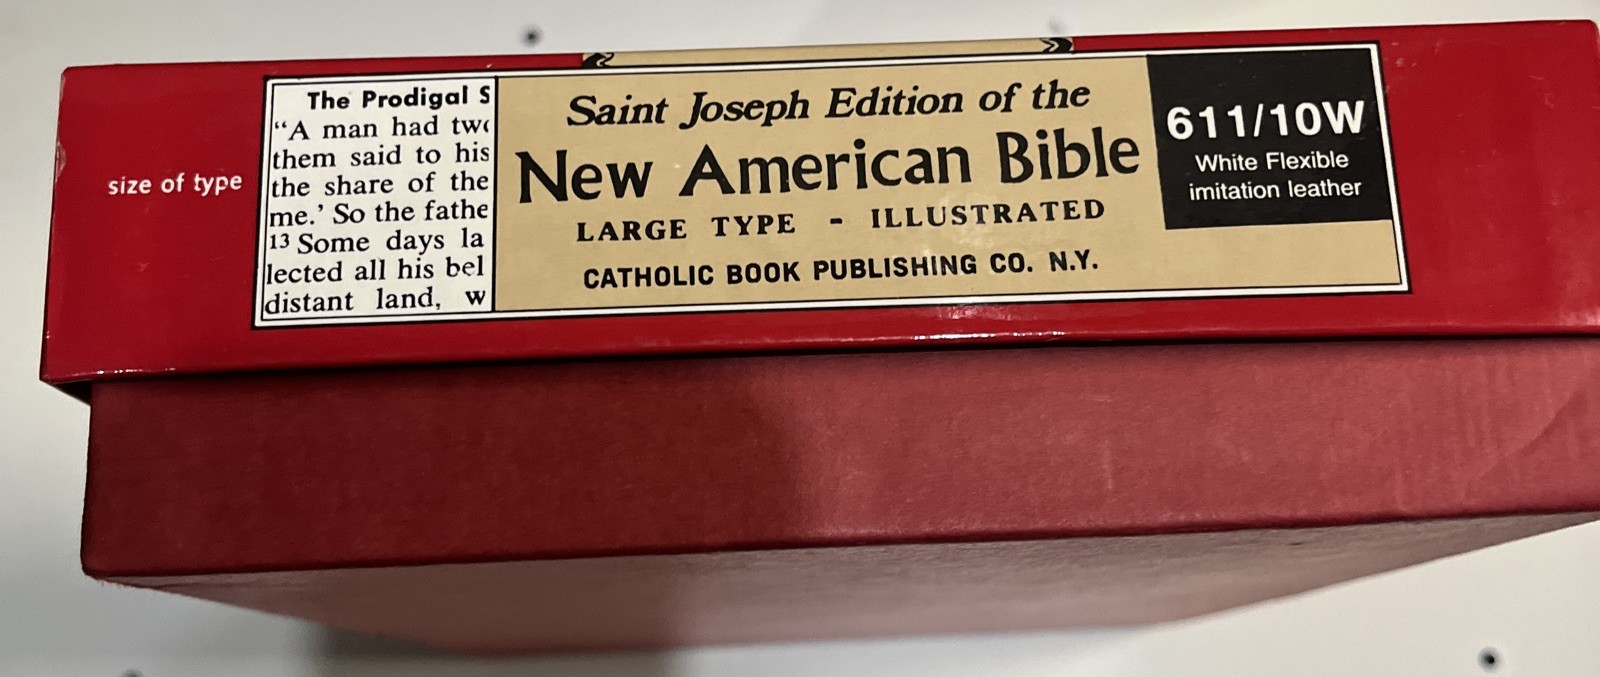 size of type
The Prodigal S
“A man had tw
them said to his
the share of the
me.’ So the fathe
13 Some days la
lected all his bel
distant land, w
Saint Joseph Edition of the
New American Bible
LARGE TYPE - ILLUSTRATED
CATHOLIC BOOK PUBLISHING CO. N.Y.
611/10W
White Flexible
imitation leather